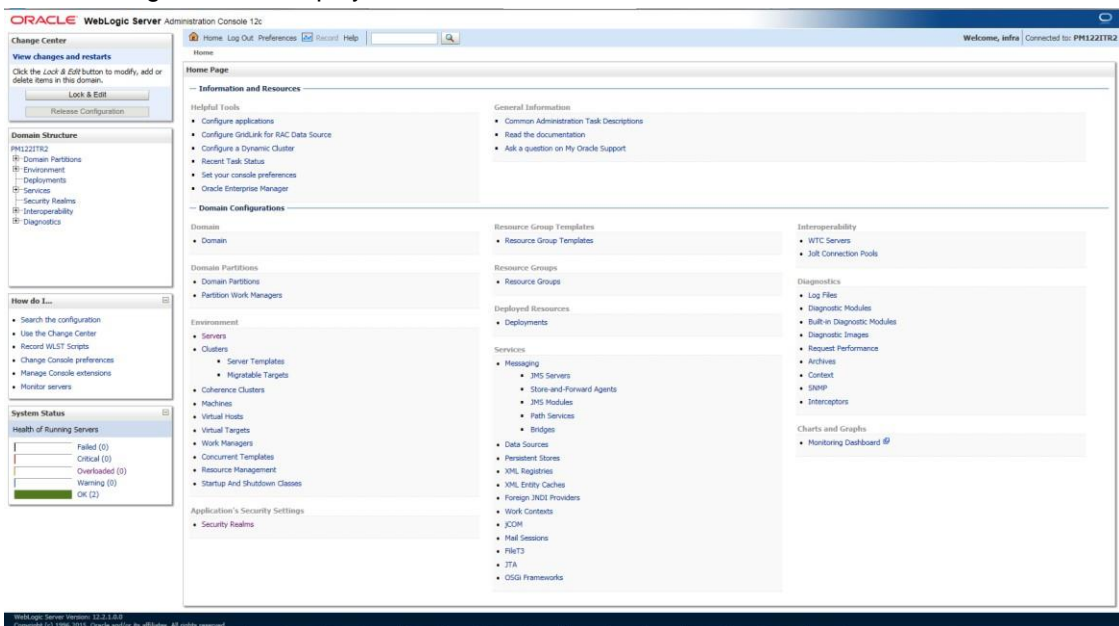 ORACLE WebLogic Server Administration Console 12c
Change Center
View changes and restarts
Click the Lock & Edit button to modify, add or
delete items in this domain.
Lock & Edit
Release Configuration
Domain Structure
PM122ITR2
Domain Partitions
Environment
Deployments
Services
Security Realms
Interoperability
Diagnostics
How do I...
Search the configuration
Use the Change Center
Record WLST Scripts
Change Console preferences
Manage Console extensions
Monitor servers
System Status
Health of Running Servers
Failed (0)
Critical (0)
Overloaded (0)
Warning (0)
OK (2)
Home Log Out Preferences Record Help
Welcome, infra Connected to: PM122ITR2
Home
Home Page
Information and Resources
Helpful Tools
Configure applications
Configure GridLink for RAC Data Source
Configure a Dynamic Cluster
Recent Task Status
Set your console preferences
Oracle Enterprise Manager
General Information
Common Administration Task Descriptions
Read the documentation
Ask a question on My Oracle Support
Domain Configurations
Domain
Domain
Domain Partitions
Domain Partitions
Partition Work Managers
Environment
Servers
Clusters
Server Templates
Migratable Targets
Coherence Clusters
Machines
Virtual Hosts
Virtual Targets
Work Managers
Concurrent Templates
Resource Management
Startup And Shutdown Classes
Application's Security Settings
Security Realms
Resource Group Templates
Resource Group Templates
Resource Groups
Resource Groups
Deployed Resources
Deployments
Services
Messaging
JMS Servers
Store-and-Forward Agents
JMS Modules
Path Services
Bridges
Data Sources
Persistent Stores
XML Registries
XML Entity Caches
Foreign JNDI Providers
Work Contexts
jCOM
Mail Sessions
FileT3
JTA
OSGi Frameworks
Interoperability
WTC Servers
Jolt Connection Pools
Diagnostics
Log Files
Diagnostic Modules
Built-in Diagnostic Modules
Diagnostic Images
Request Performance
Archives
Context
SNMP
Interceptors
Charts and Graphs
Monitoring Dashboard
WebLogic Server Version: 12.2.1.0.0
Copyright (c) 1996,2015, Oracle and/or its affiliates. All rights reserved.